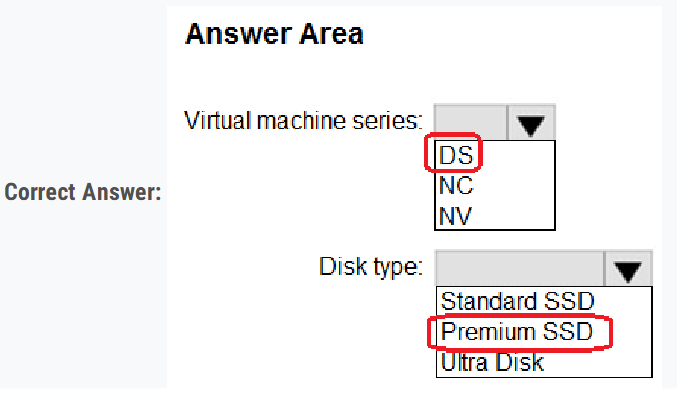 Answer Area
Virtual machine series:
DS
NC
NV
Correct Answer:
Disk type:
Standard SSD
Premium SSD
Ultra Disk